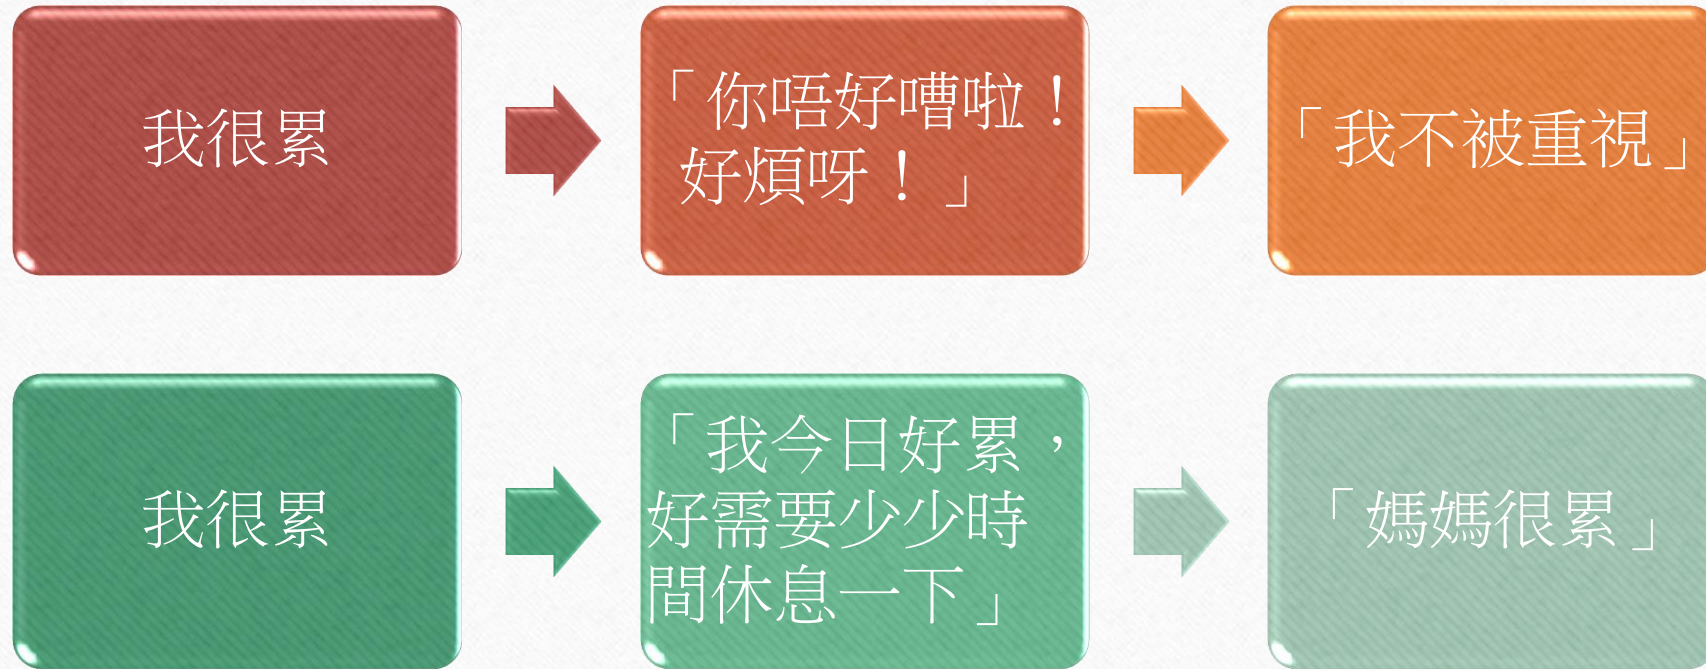 我很累
「你唔好嘈啦！
好煩呀！」
「我不被重視」
我很累
「我今日好累，
好需要少少時
間休息一下」
「媽媽很累」